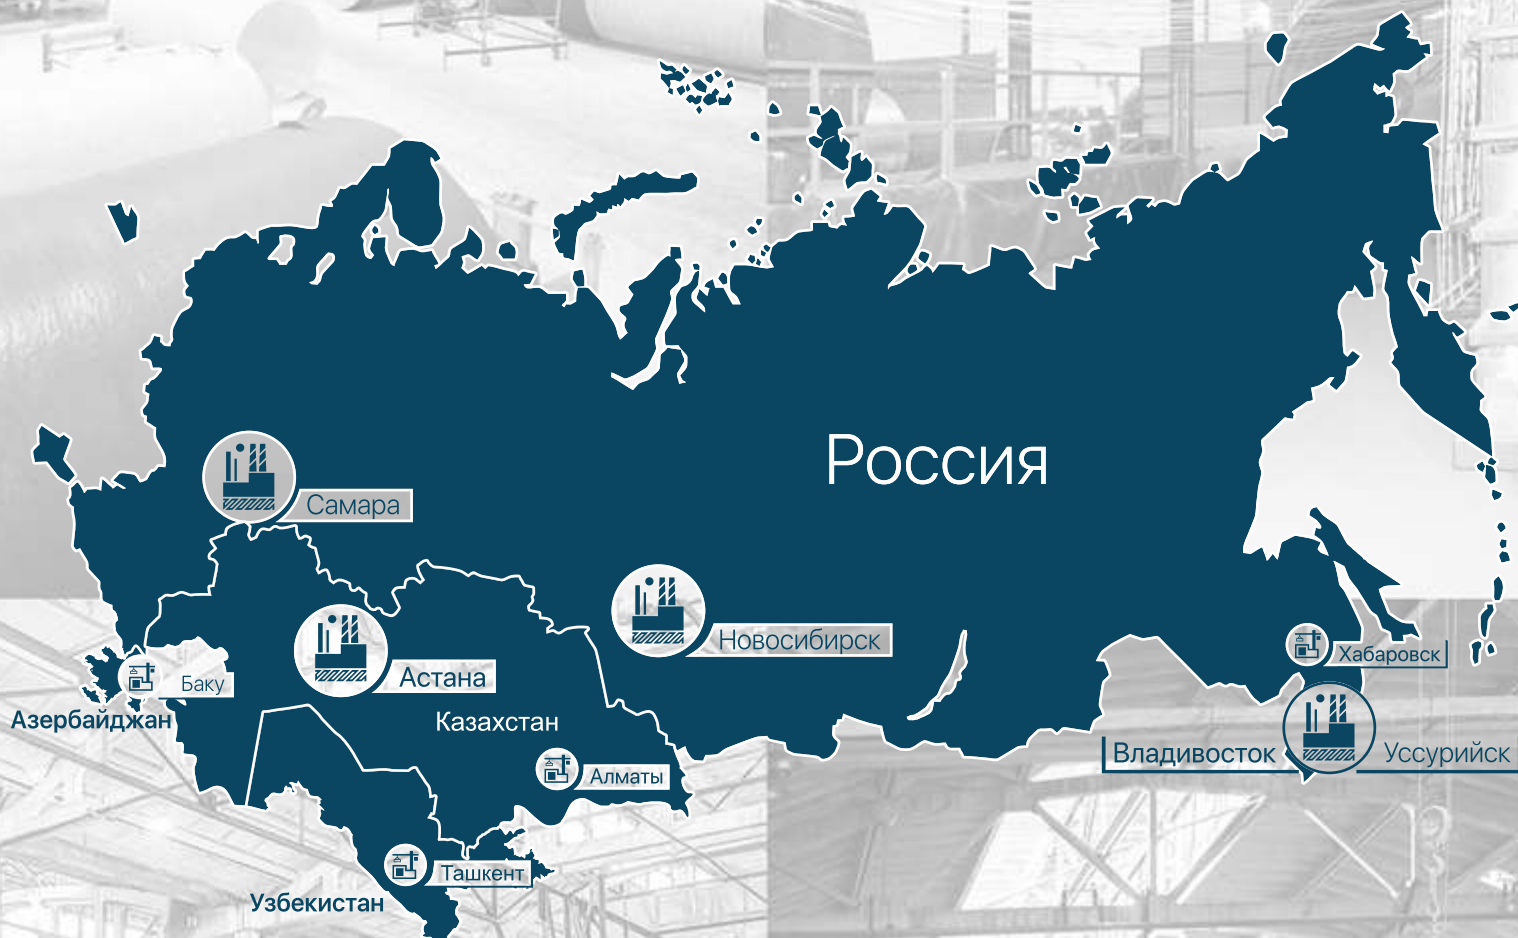 Россия
Самара
Новосибирск
Хабаровск
Астана
Баку
Азербайджан
Казахстан
Владивосток
Уссурийск
Алматы
Ташкент
Узбекистан